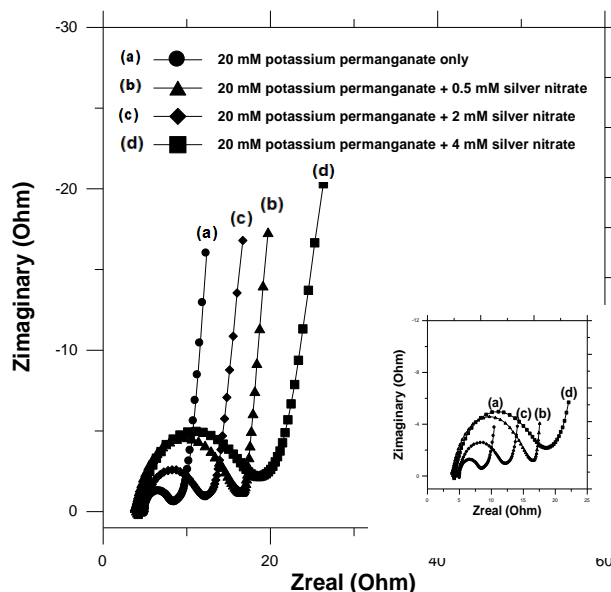 -30
(a) 20 mM potassium permanganate only
(b) 20 mM potassium permanganate + 0.5 mM silver nitrate
(c) 20 mM potassium permanganate + 2 mM silver nitrate
(d) 20 mM potassium permanganate + 4 mM silver nitrate
(d)
-20
(c) (b)
(a)
Zimaginary (Ohm)
-10
0
0 20 40 60
Zreal (Ohm)
-12
-8
-4
0
(a) (c) (b) (d)
Zimaginary (Ohm)
0 5 10 15 20 25
Zreal (Ohm)